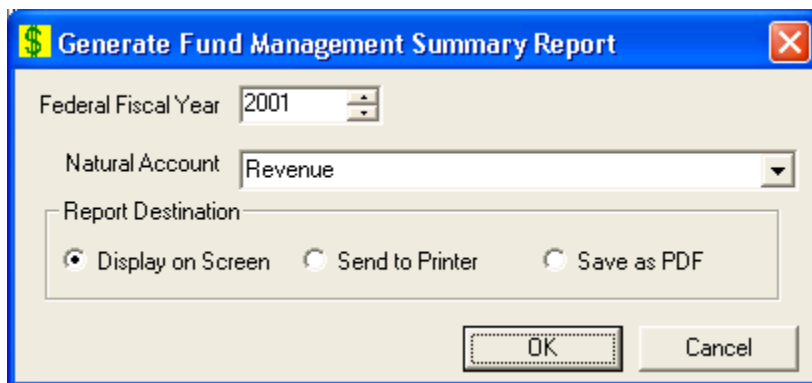 $ Generate Fund Management Summary Report
Federal Fiscal Year 2001
Natural Account Revenue
Report Destination
Display on Screen Send to Printer Save as PDF
OK Cancel